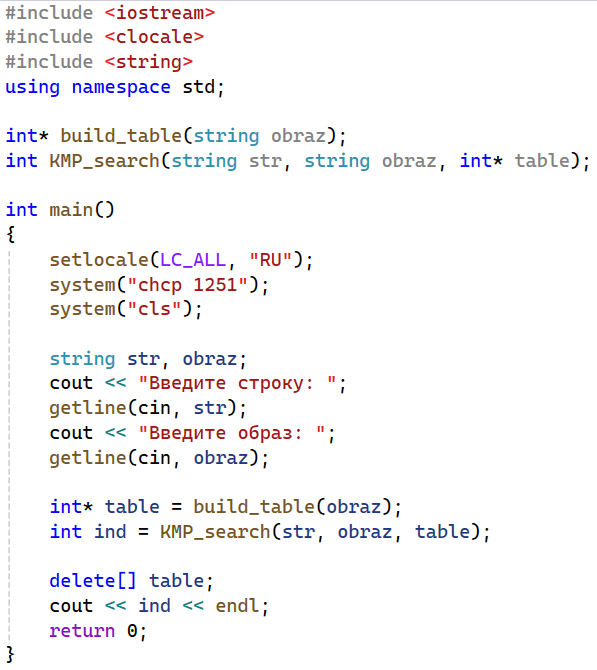 #include <iostream>
#include <clocale>
#include <string>
using namespace std;

int* build_table(string obraz);
int KMP_search(string str, string obraz, int* table);

int main()
{
    setlocale(LC_ALL, "RU");
    system("chcp 1251");
    system("cls");

    string str, obraz;
    cout << "Введите строку: ";
    getline(cin, str);
    cout << "Введите образ: ";
    getline(cin, obraz);

    int* table = build_table(obraz);
    int ind = KMP_search(str, obraz, table);

    delete[] table;
    cout << ind << endl;
    return 0;
}